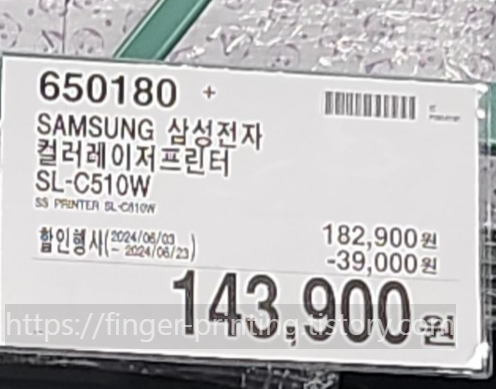 650180 +
SAMSUNG 삼성전자
컬러레이저프린터
SL-C510W
SS PRINTER SL-C510W
할인행사(2024/06/03 ~ 2024/06/23)
182,900원
-39,000원
143,900원
https://finger-printing.tistory.com